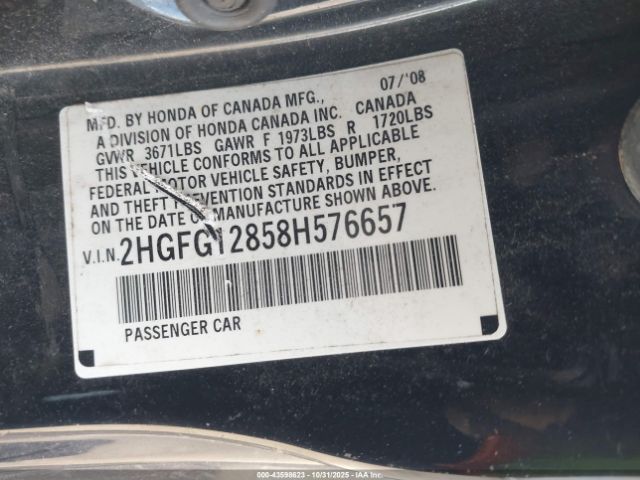 07/'08
MFD. BY HONDA OF CANADA MFG.,
A DIVISION OF HONDA CANADA INC. CANADA
GVWR 3671LBS GAWR F 1973LBS R 1720LBS
THIS VEHICLE CONFORMS TO ALL APPLICABLE
FEDERAL MOTOR VEHICLE SAFETY, BUMPER,
AND THEFT PREVENTION STANDARDS IN EFFECT
ON THE DATE OF MANUFACTURE SHOWN ABOVE.
V.I.N. 2HGFG12858H576657
PASSENGER CAR
000-43598623 | 10/31/2025 | IAA Inc.